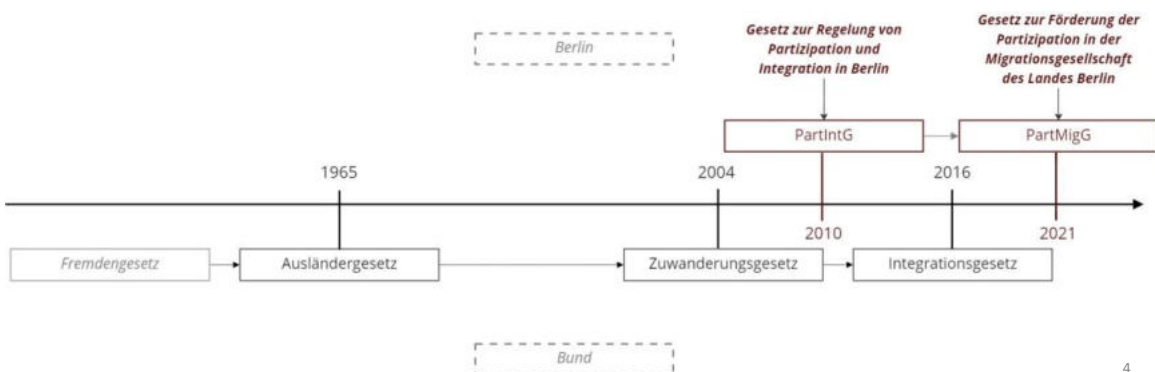 Berlin
Gesetz zur Regelung von
Partizipation und
Integration in Berlin
Gesetz zur Förderung der
Partizipation in der
Migrationsgesellschaft
des Landes Berlin
PartIntG
PartMigG
1965
2004
2016
2010
2021
Fremdengesetz
Ausländergesetz
Zuwanderungsgesetz
Integrationsgesetz
Bund
4